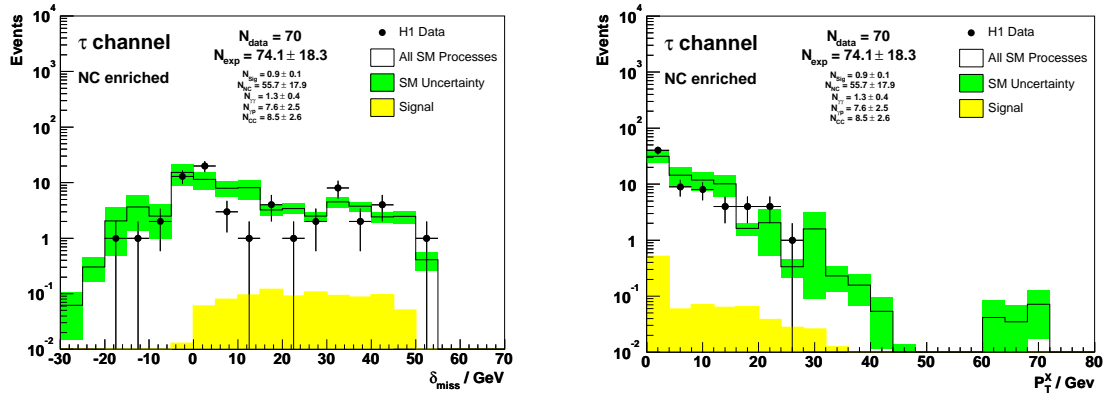 Events
10^4
10^3
10^2
10
1
10^-1
10^-2
τ channel
NC enriched
N_data = 70
N_exp = 74.1 ± 18.3
N_Sig = 0.9 ± 0.1
N_NC = 55.7 ± 17.9
N_γγ = 1.3 ± 0.4
N_γP = 7.6 ± 2.5
N_CC = 8.5 ± 2.6
H1 Data
All SM Processes
SM Uncertainty
Signal
-30 -20 -10 0 10 20 30 40 50 60 70
δ_miss / GeV
Events
10^4
10^3
10^2
10
1
10^-1
10^-2
τ channel
NC enriched
N_data = 70
N_exp = 74.1 ± 18.3
N_Sig = 0.9 ± 0.1
N_NC = 55.7 ± 17.9
N_γγ = 1.3 ± 0.4
N_γP = 7.6 ± 2.5
N_CC = 8.5 ± 2.6
H1 Data
All SM Processes
SM Uncertainty
Signal
0 10 20 30 40 50 60 70 80
P_T^X / Gev